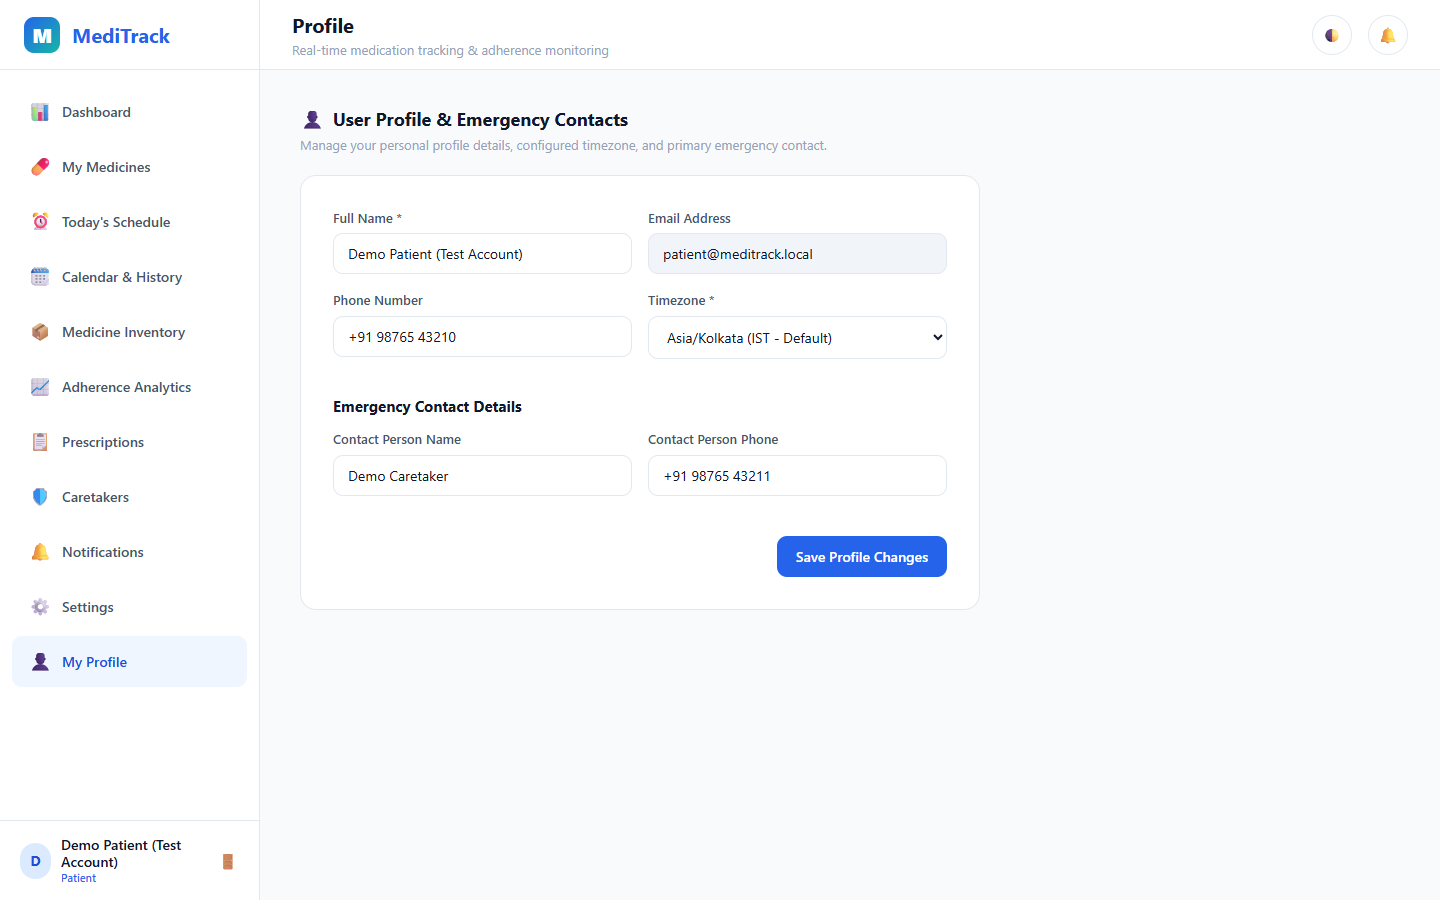 M MediTrack
Profile
Real-time medication tracking & adherence monitoring
Dashboard
My Medicines
Today's Schedule
Calendar & History
Medicine Inventory
Adherence Analytics
Prescriptions
Caretakers
Notifications
Settings
My Profile
Demo Patient (Test
Account)
Patient
D
User Profile & Emergency Contacts
Manage your personal profile details, configured timezone, and primary emergency contact.
Full Name *
Email Address
Demo Patient (Test Account)
patient@meditrack.local
Phone Number
Timezone *
+91 98765 43210
Asia/Kolkata (IST - Default)
Emergency Contact Details
Contact Person Name
Contact Person Phone
Demo Caretaker
+91 98765 43211
Save Profile Changes